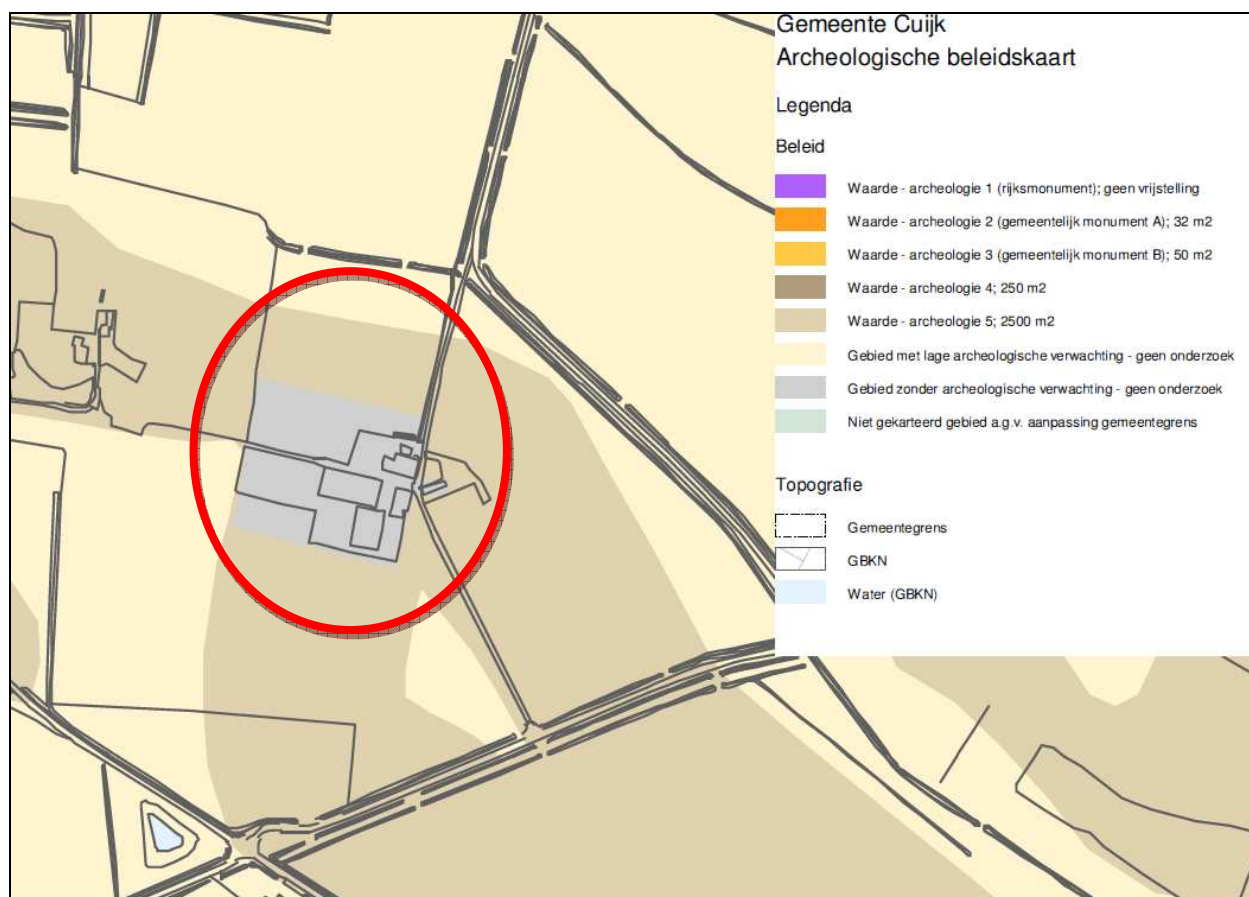 Gemeente Cuijk
Archeologische beleidskaart
Legenda
Beleid
Waarde - archeologie 1 (rijksmonument); geen vrijstelling
Waarde - archeologie 2 (gemeentelijk monument A); 32 m2
Waarde - archeologie 3 (gemeentelijk monument B); 50 m2
Waarde - archeologie 4; 250 m2
Waarde - archeologie 5; 2500 m2
Gebied met lage archeologische verwachting - geen onderzoek
Gebied zonder archeologische verwachting - geen onderzoek
Niet gekarteerd gebied a.g.v. aanpassing gemeentegrens
Topografie
Gemeentegrens
GBKN
Water (GBKN)